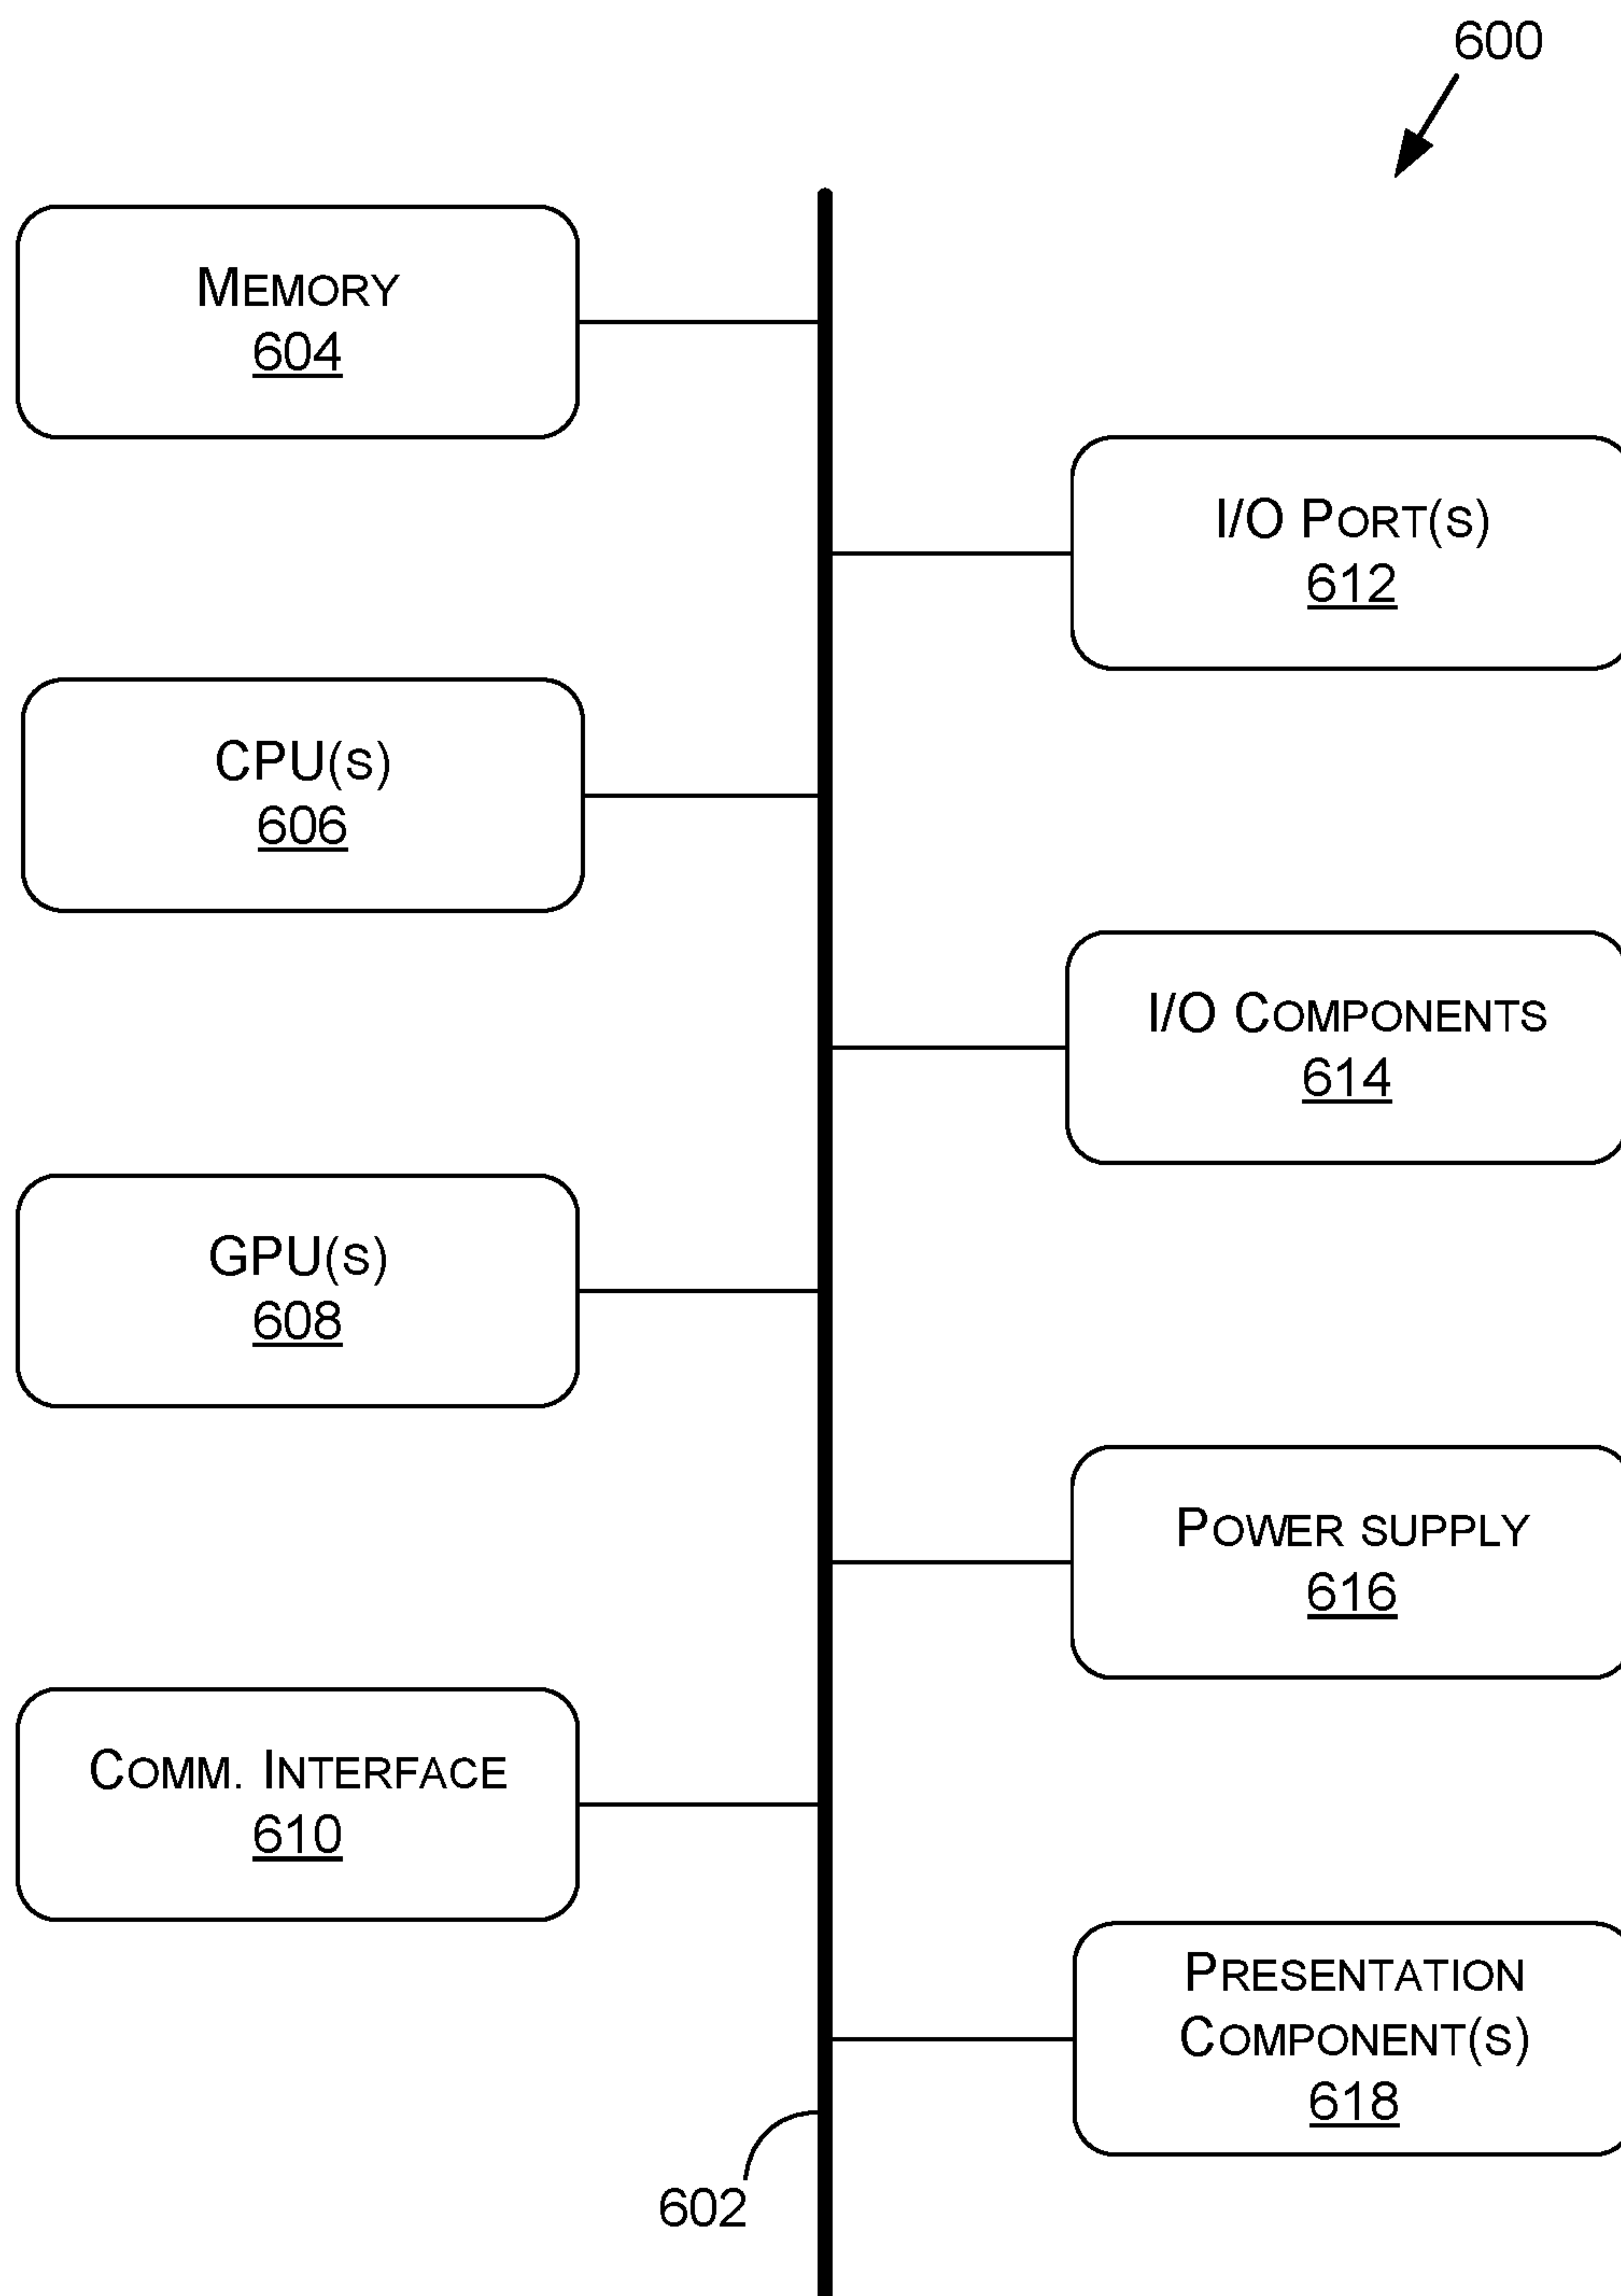 600
Memory
604
I/O Port(s)
612
CPU(s)
606
I/O Components
614
GPU(s)
608
Power supply
616
Comm. Interface
610
Presentation
Component(s)
618
602